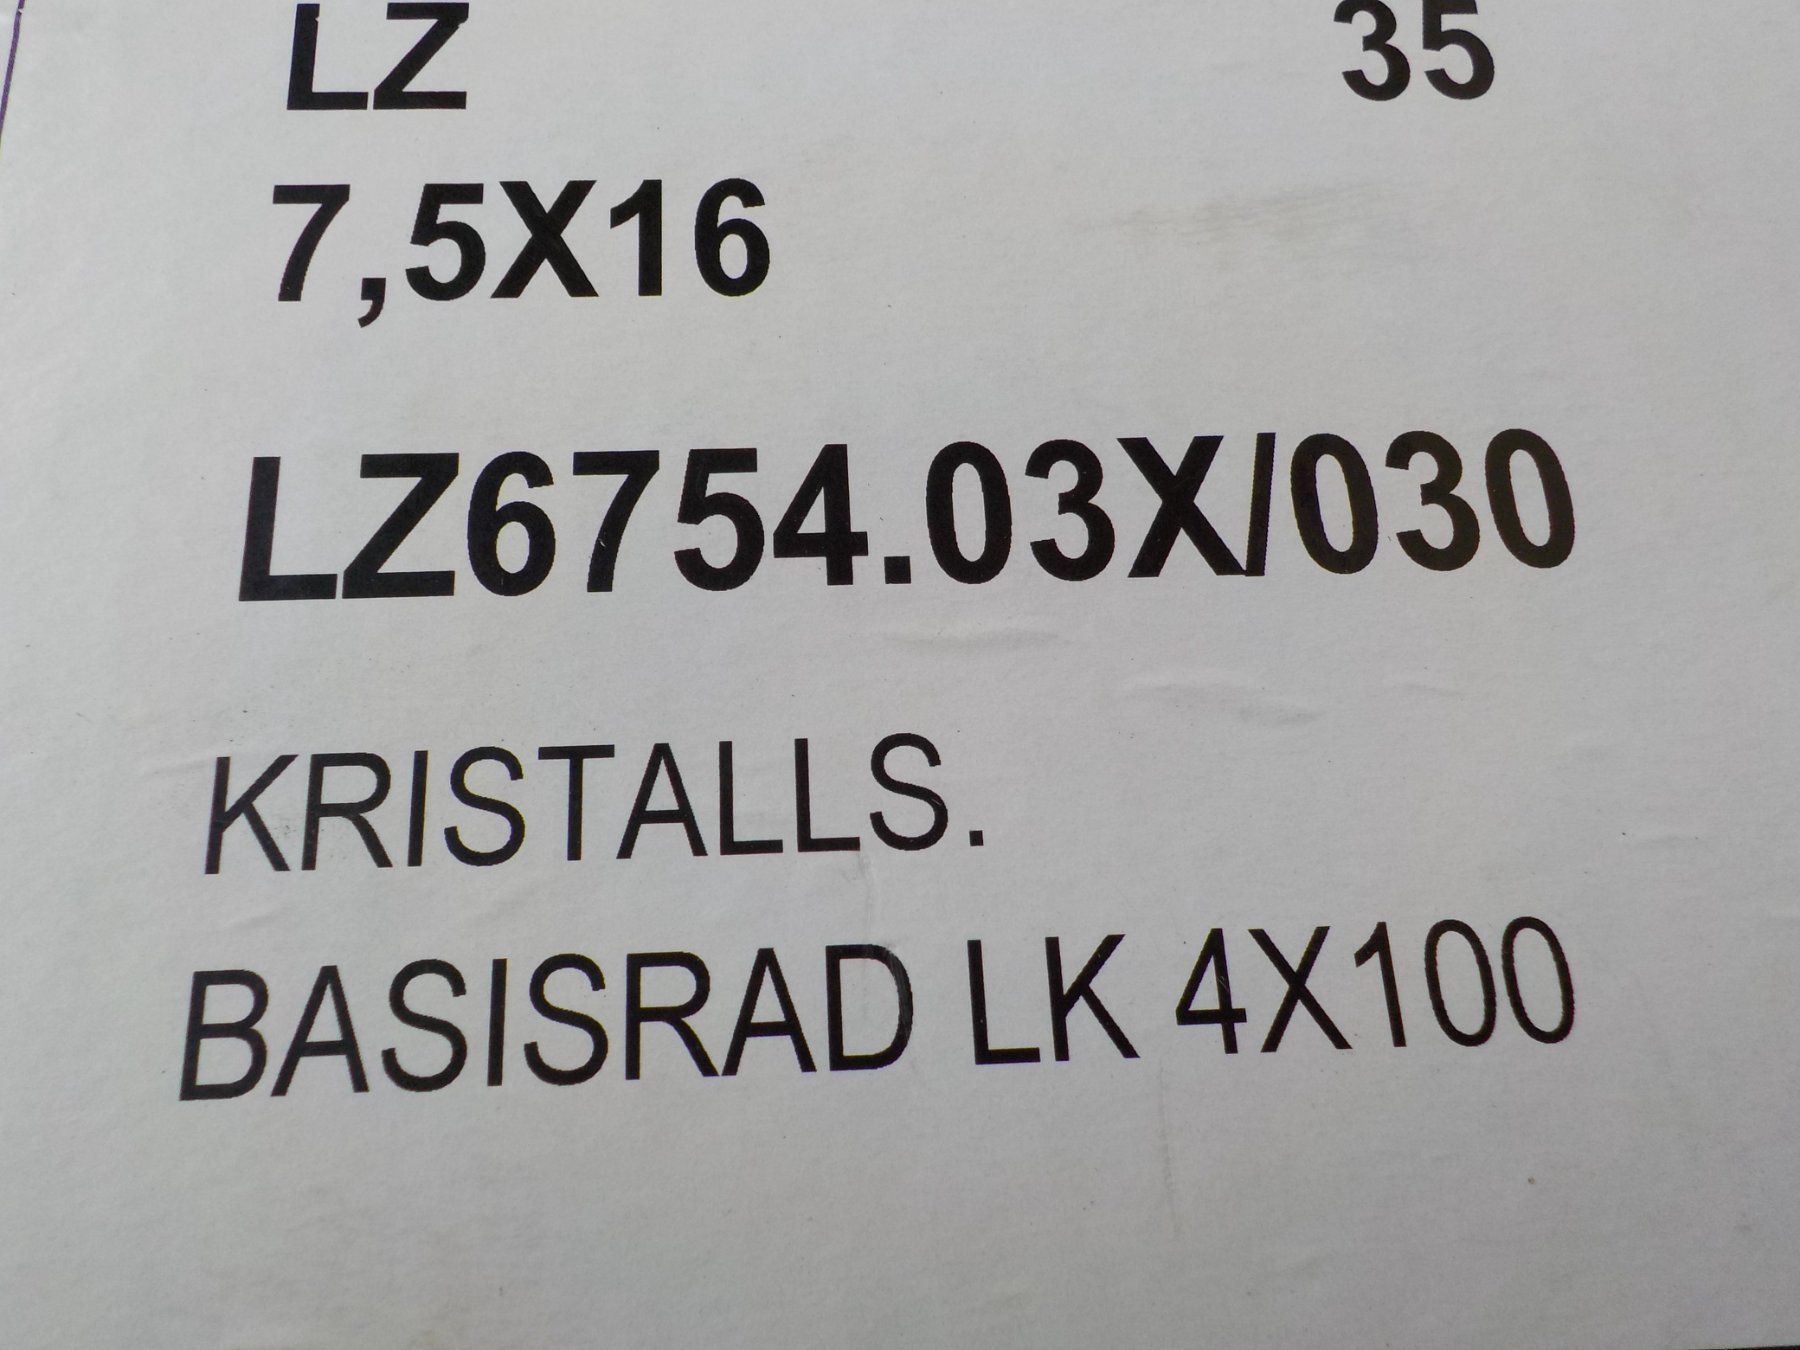 LZ 35
7,5X16
LZ6754.03X/030
KRISTALLS.
BASISRAD LK 4X100